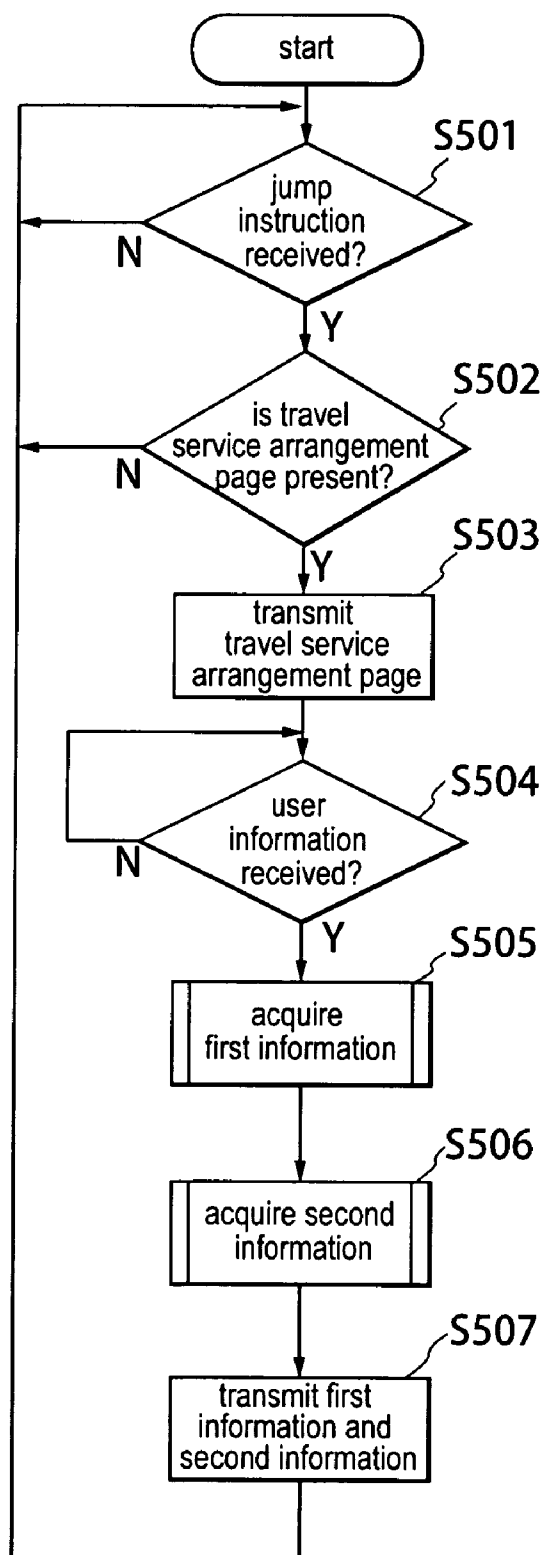 start
S501
jump
instruction
received?
N
Y
S502
is travel
service arrangement
page present?
N
Y
S503
transmit
travel service
arrangement page
S504
user
information
received?
N
Y
S505
acquire
first information
S506
acquire second
information
S507
transmit first
information and
second information